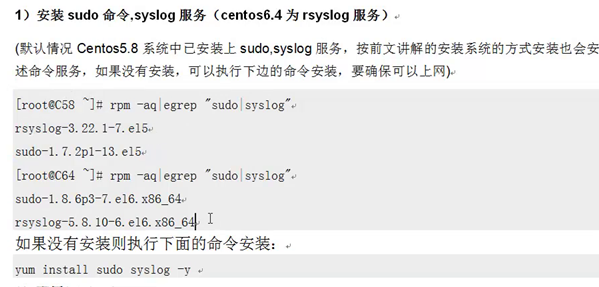 1）安装 sudo 命令,syslog 服务（centos6.4 为 rsyslog 服务）
(默认情况 Centos5.8 系统中已安装上 sudo,syslog 服务，按前文讲解的安装系统的方式安装也会安
述命令服务，如果没有安装，可以执行下边的命令安装，要确保可以上网)
[root@C58 ~]# rpm -aq|egrep "sudo|syslog"
rsyslog-3.22.1-7.el5
sudo-1.7.2p1-13.el5
[root@C64 ~]# rpm -aq|egrep "sudo|syslog"
sudo-1.8.6p3-7.el6.x86_64
rsyslog-5.8.10-6.el6.x86_64
如果没有安装则执行下面的命令安装：
yum install sudo syslog -y